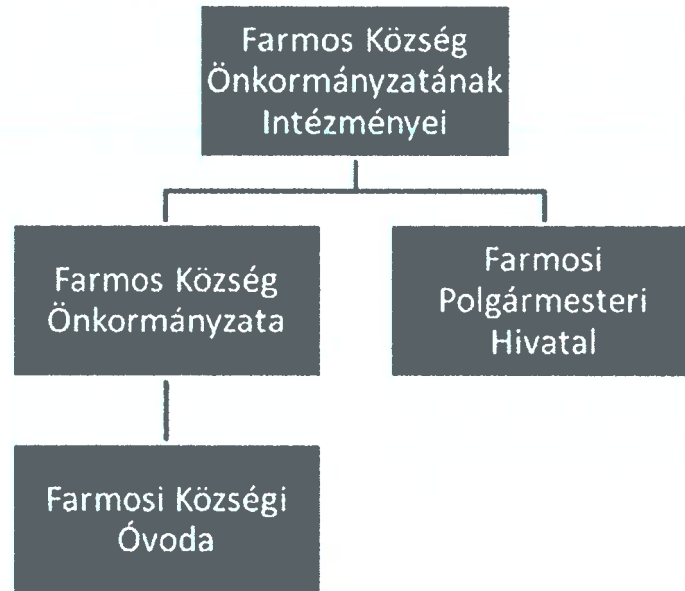 Farmos Község
Önkormányzatának
Intézményei
Farmos Község
Önkormányzata
Farmosi
Polgármesteri
Hivatal
Farmosi Községi
Óvoda